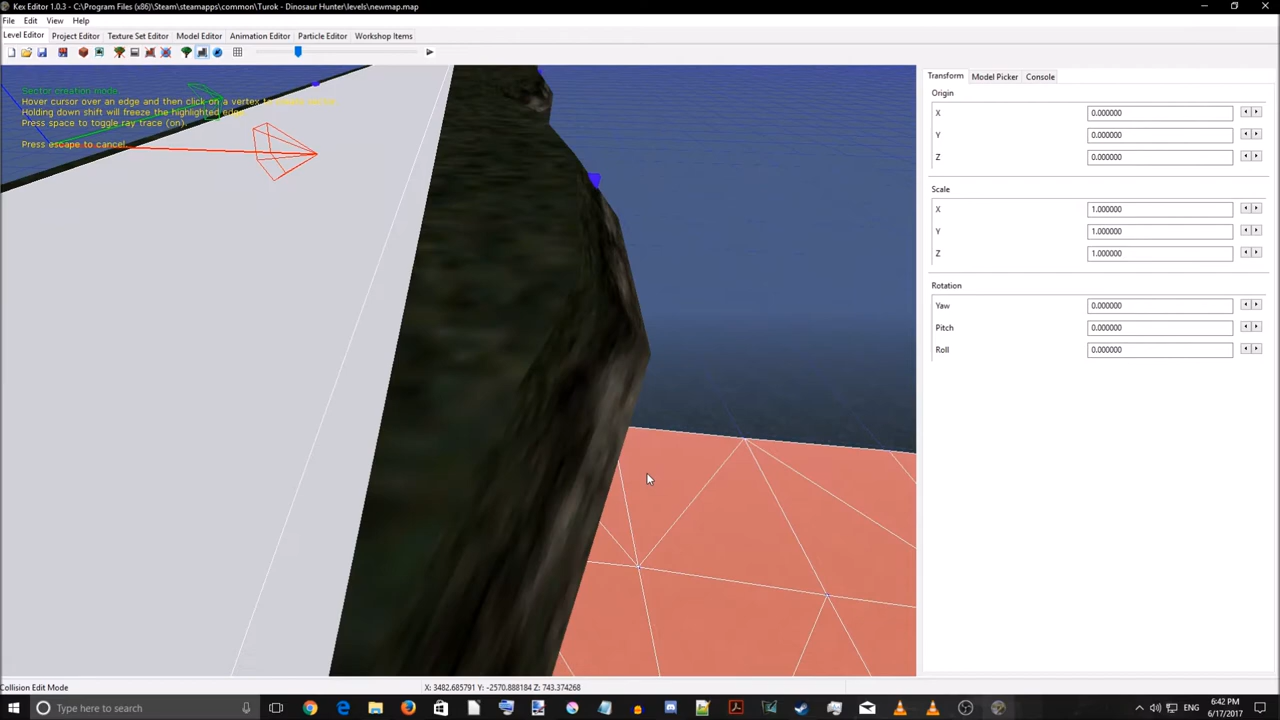 Kex Editor 1.0.3 - C:\Program Files (x86)\Steam\steamapps\common\Turok - Dinosaur Hunter\levels\newmap.map
File Edit View Help
Level Editor Project Editor Texture Set Editor Model Editor Animation Editor Particle Editor Workshop Items
Sector creation mode.
Hover cursor over an edge and then click on a vertex to
Holding down shift will freeze the highlighted edge
Press space to toggle ray trace (on).
Press escape to cancel.
Transform Model Picker Console
Origin
X 0.000000
Y 0.000000
Z 0.000000
Scale
X 1.000000
Y 1.000000
Z 1.000000
Rotation
Yaw 0.000000
Pitch 0.000000
Roll 0.000000
Collision Edit Mode X: 3482.685791 Y: -2570.888184 Z: 743.374268
Type here to search
ENG
6:42 PM
6/17/2017